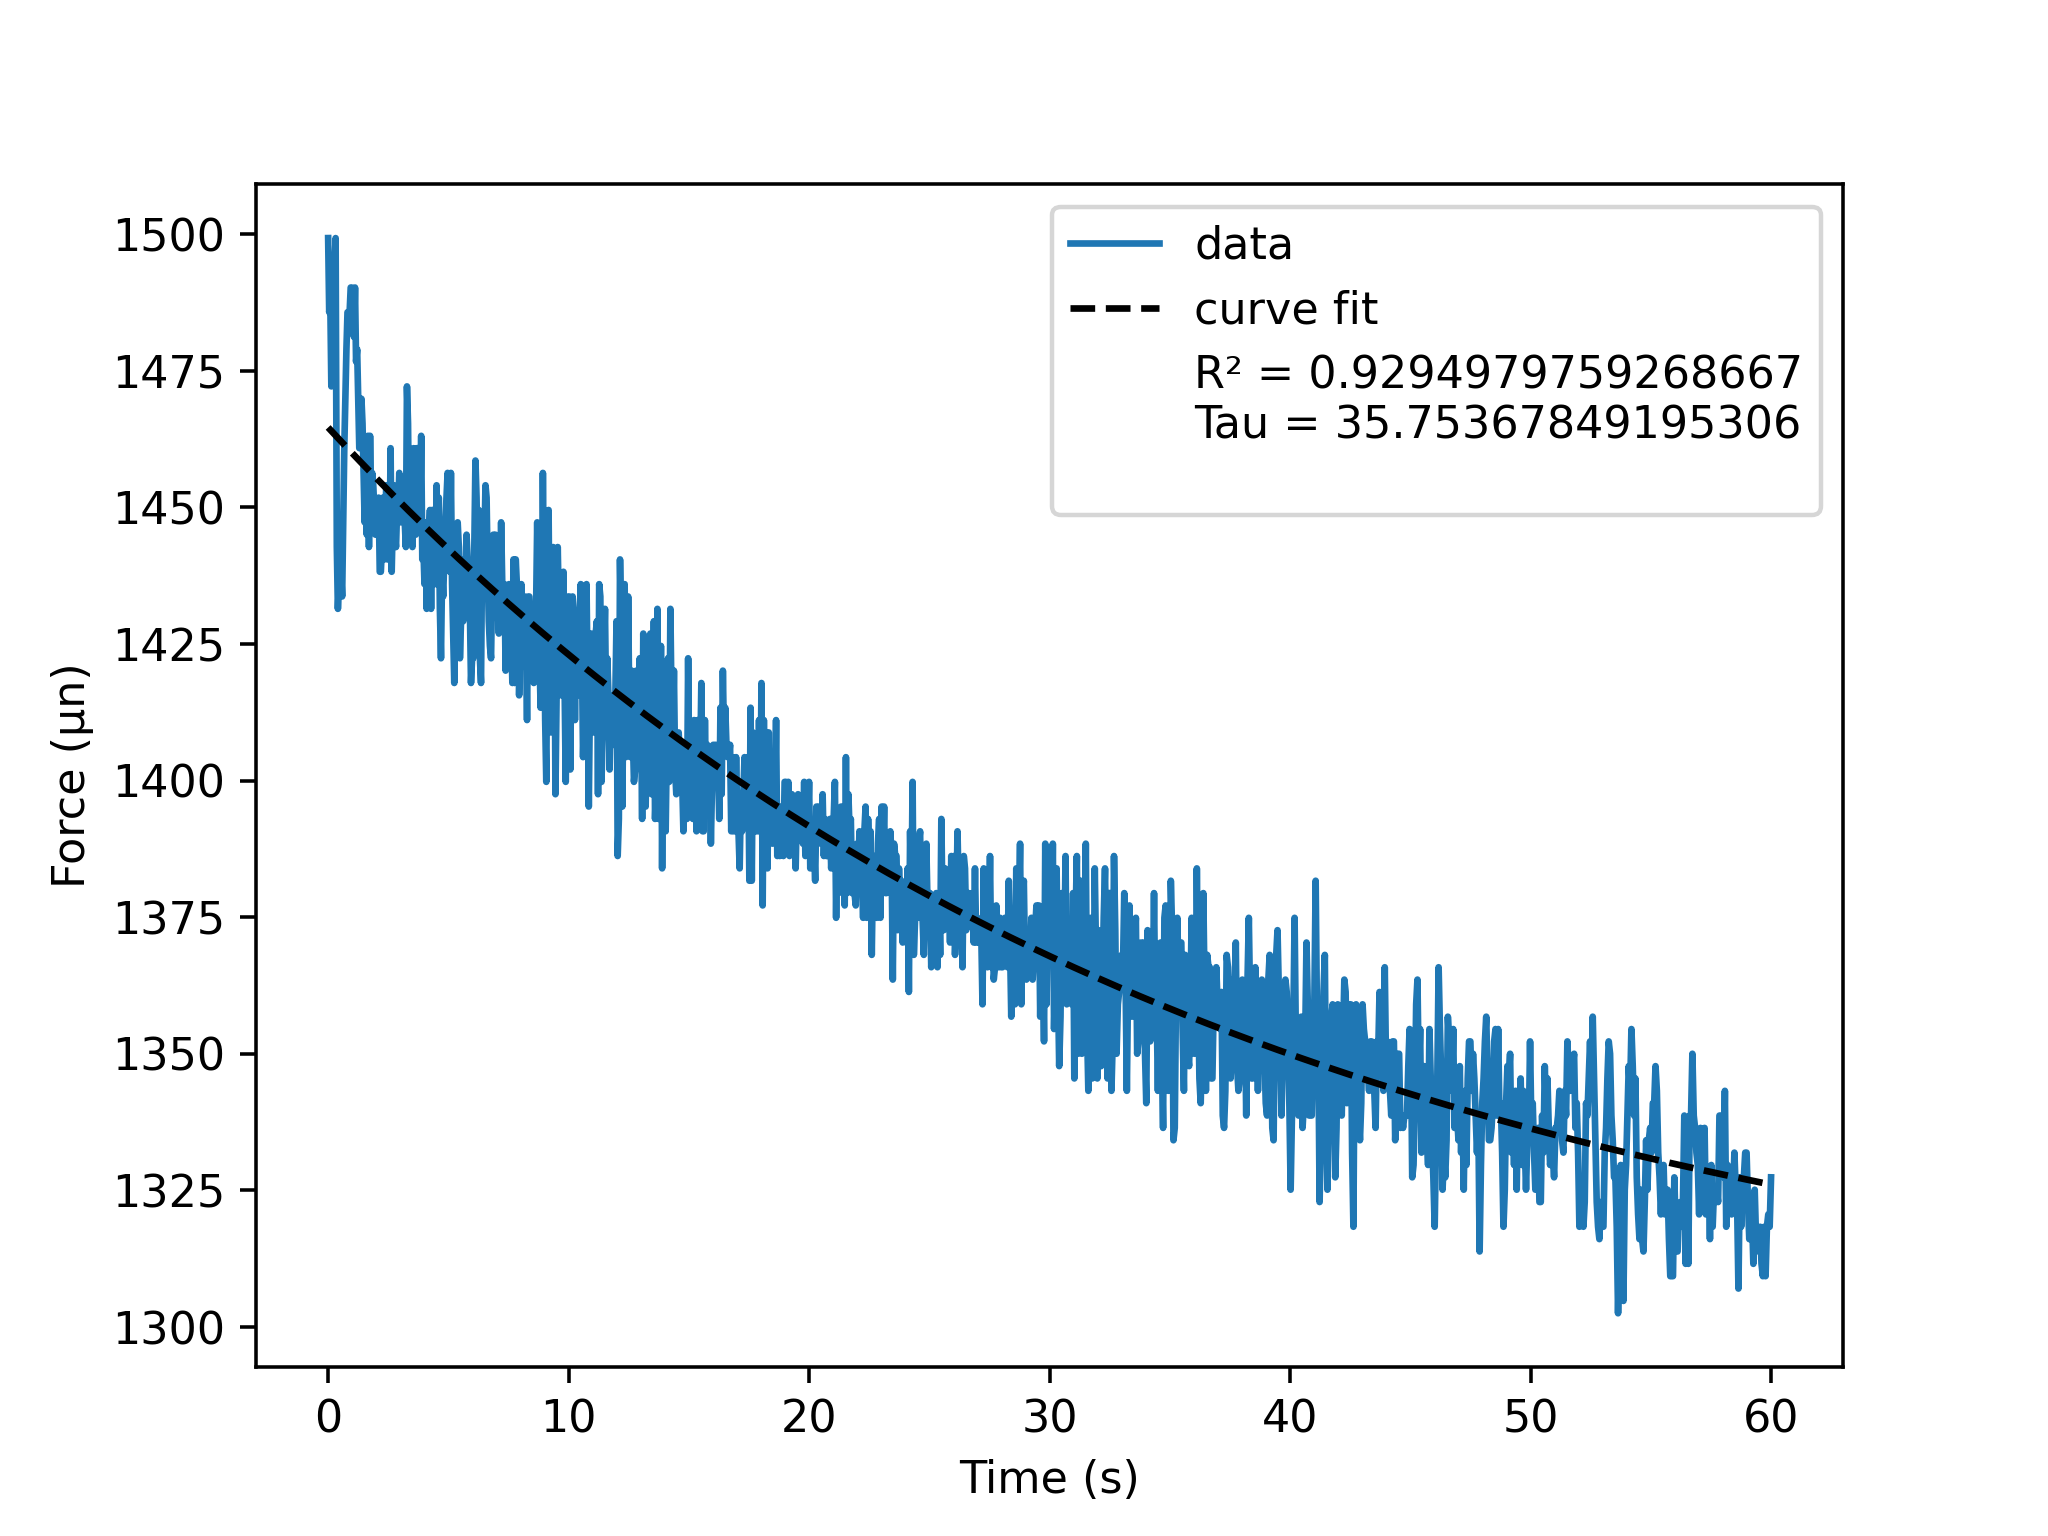 data
curve fit
R² = 0.9294979759268667
Tau = 35.75367849195306
1500
1475
1450
1425
1400
1375
1350
1325
1300
Force (µn)
0 10 20 30 40 50 60
Time (s)